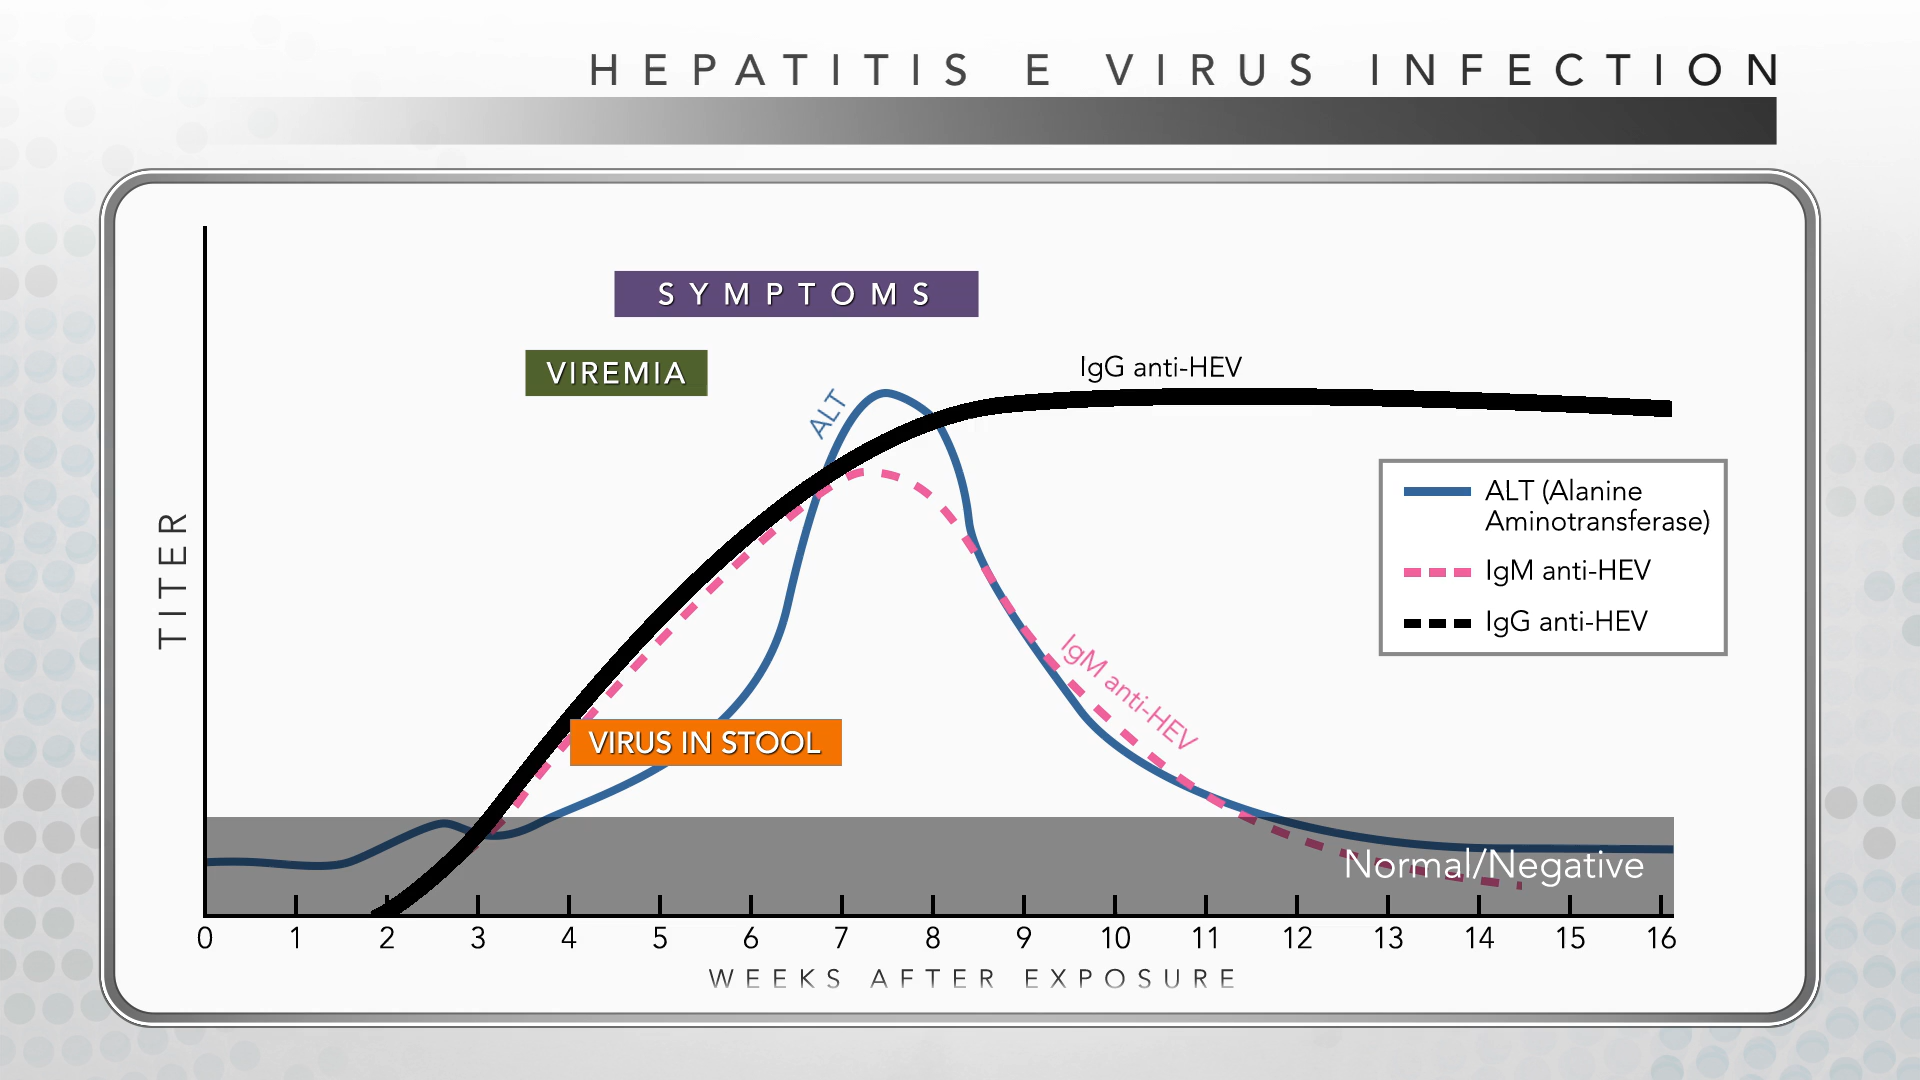 HEPATITIS E VIRUS INFECTION
SYMPTOMS
VIREMIA
ALT
IgG anti-HEV
TITER
ALT (Alanine
Aminotransferase)
IgM anti-HEV
IgG anti-HEV
IgM anti-HEV
VIRUS IN STOOL
Normal/Negative
0 1 2 3 4 5 6 7 8 9 10 11 12 13 14 15 16
WEEKS AFTER EXPOSURE